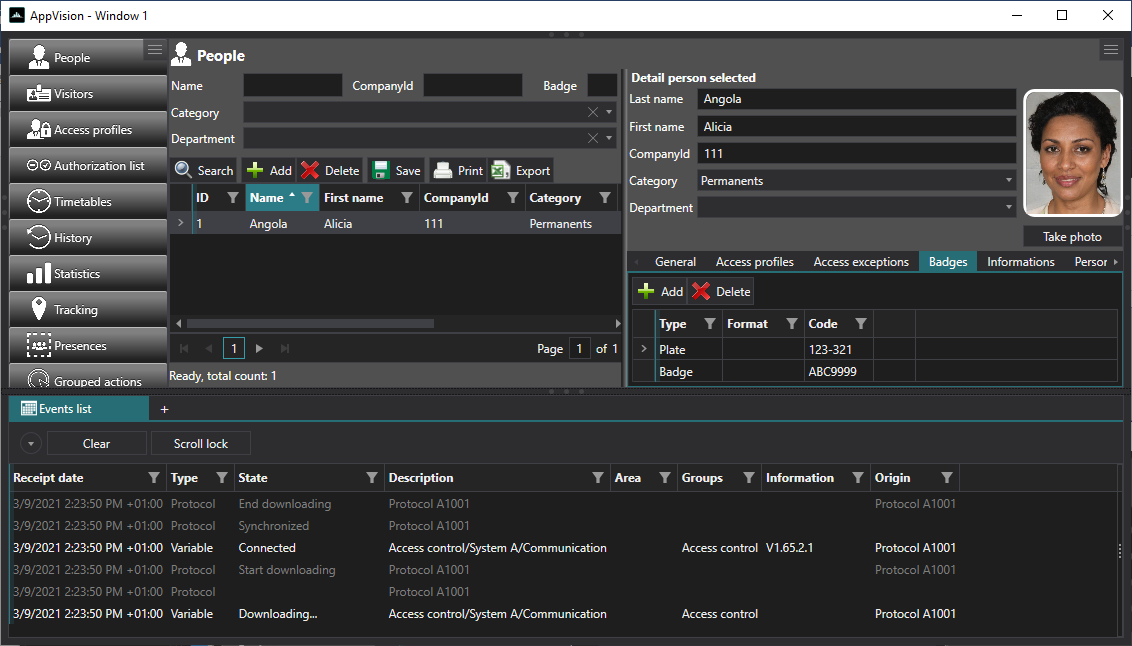 AppVision - Window 1
People
Visitors
Access profiles
Authorization list
Timetables
History
Statistics
Tracking
Presences
Grouped actions
People
Name CompanyId Badge
Category
Department
Search Add Delete Save Print Export
ID Name First name CompanyId Category
1 Angola Alicia 111 Permanents
1 Page 1 of 1
Ready, total count: 1
Detail person selected
Last name Angola
First name Alicia
CompanyId 111
Category Permanents
Department
Take photo
General Access profiles Access exceptions Badges Informations Person
Add Delete
Type Format Code
Plate 123-321
Badge ABC9999
Events list +
Clear Scroll lock
Receipt date Type State Description Area Groups Information Origin
3/9/2021 2:23:50 PM +01:00 Protocol End downloading Protocol A1001 Protocol A1001
3/9/2021 2:23:50 PM +01:00 Protocol Synchronized Protocol A1001
3/9/2021 2:23:50 PM +01:00 Variable Connected Access control/System A/Communication Access control V1.65.2.1 Protocol A1001
3/9/2021 2:23:50 PM +01:00 Protocol Start downloading Protocol A1001 Protocol A1001
3/9/2021 2:23:50 PM +01:00 Protocol Protocol A1001
3/9/2021 2:23:50 PM +01:00 Variable Downloading... Access control/System A/Communication Access control Protocol A1001